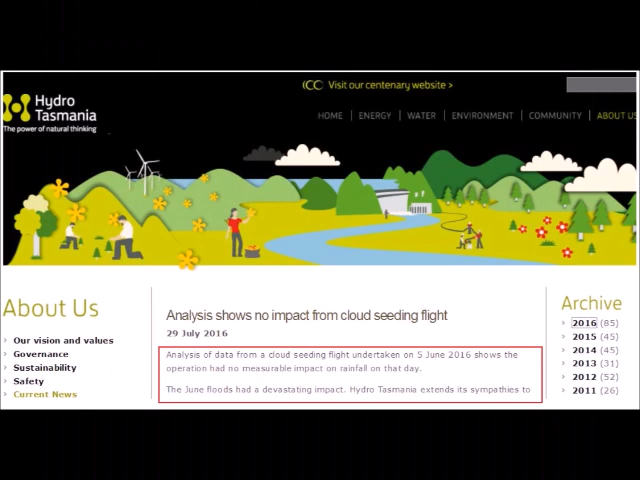 Visit our centenary website >
Hydro
Tasmania
The power of natural thinking
HOME | ENERGY | WATER | ENVIRONMENT | COMMUNITY | ABOUT US
About Us
Our vision and values
Governance
Sustainability
Safety
Current News
Analysis shows no impact from cloud seeding flight
29 July 2016
Analysis of data from a cloud seeding flight undertaken on 5 June 2016 shows the
operation had no measurable impact on rainfall on that day.
The June floods had a devastating impact. Hydro Tasmania extends its sympathies to
Archive
2016 (85)
2015 (45)
2014 (45)
2013 (31)
2012 (52)
2011 (26)